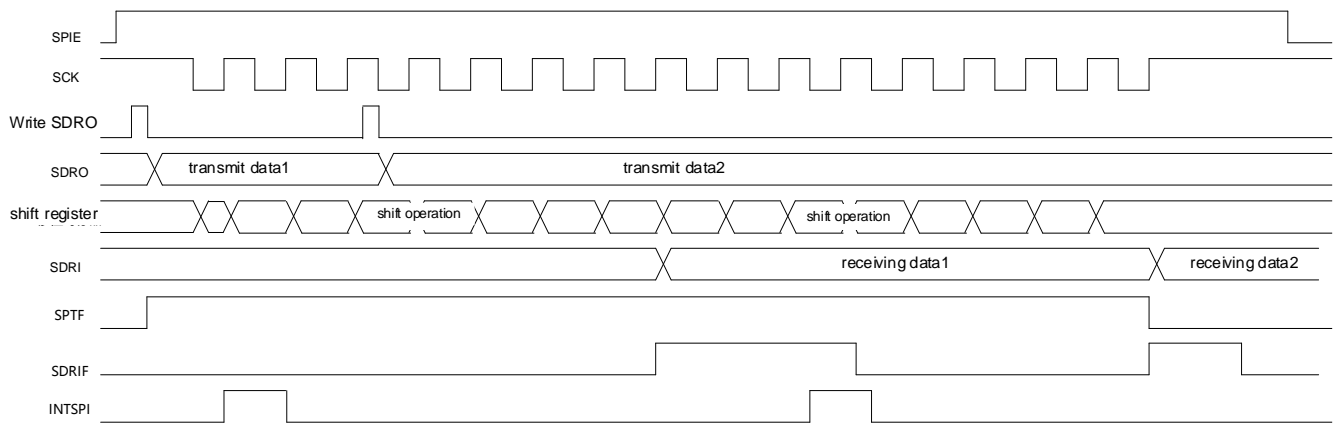 SPIE
SCK
Write SDRO
SDRO transmit data1 transmit data2
shift register shift operation shift operation
SDRI receiving data1 receiving data2
SPTF
SDRIF
INTSPI